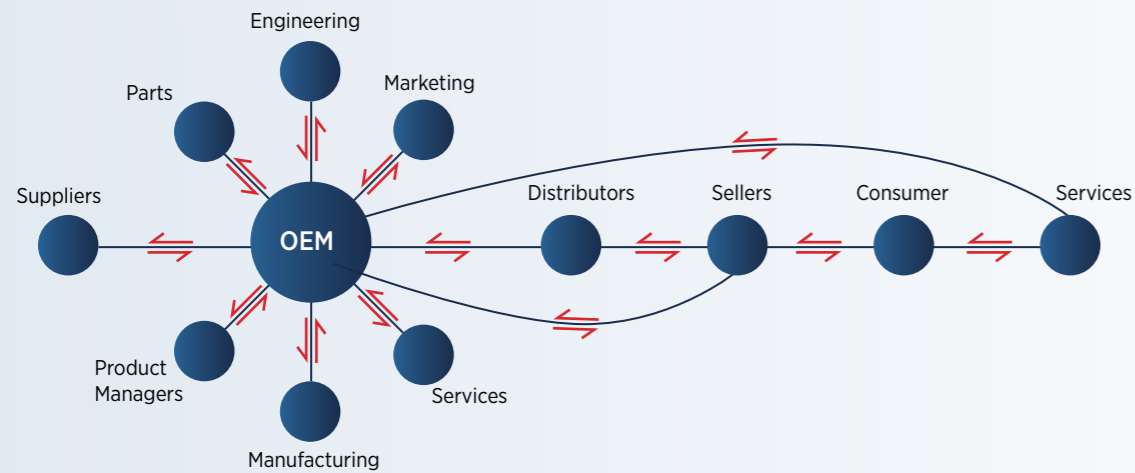 Engineering
Marketing
Parts
Suppliers
Distributors
Sellers
Consumer
Services
OEM
Product
Managers
Services
Manufacturing